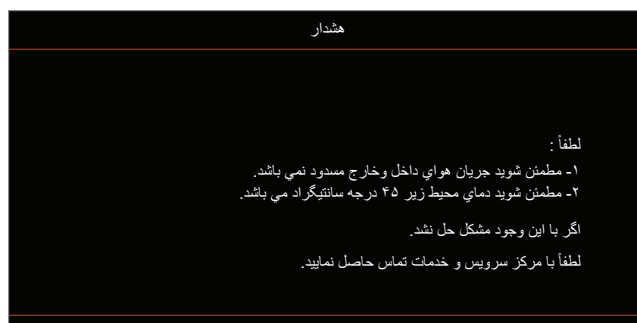 هشدار
لطفاً :
۱- مطمئن شويد جريان هواي داخل وخارج مسدود نمي باشد.
۲- مطمئن شويد دماي محيط زير ۴۵ درجه سانتيگراد مي باشد.
اگر با اين وجود مشكل حل نشد.
لطفاً با مركز سرويس و خدمات تماس حاصل نماييد.